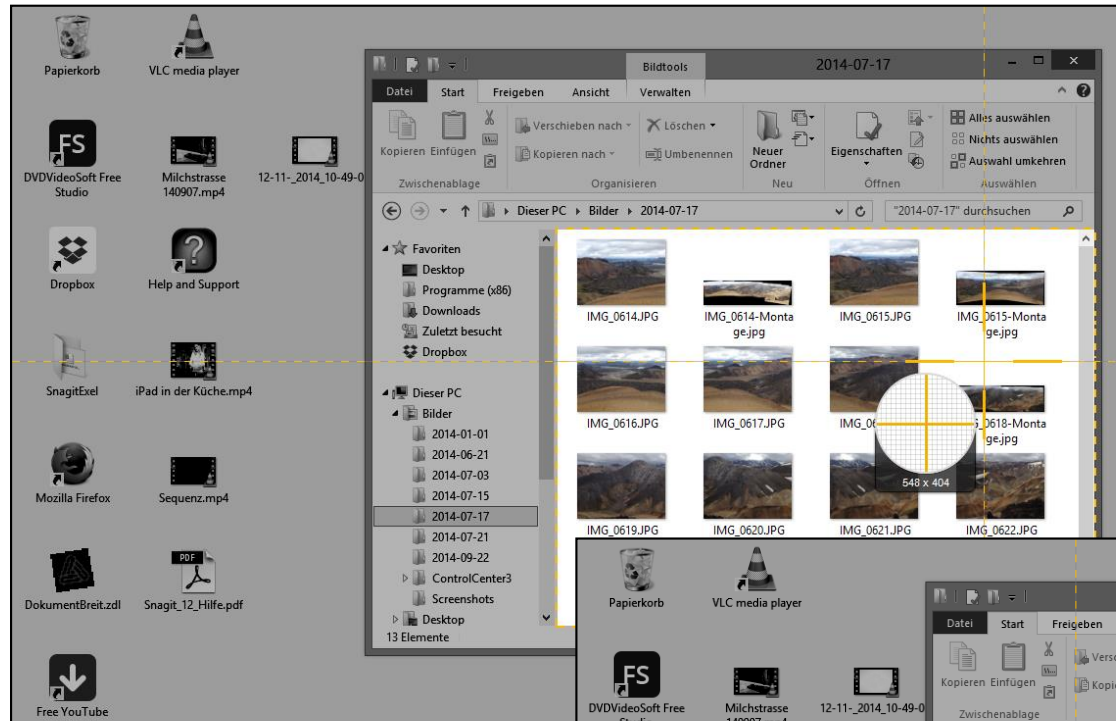 Papierkorb
VLC media player
DVDVideoSoft Free
Studio
Milchstrasse
140907.mp4
12-11-_2014_10-49-0
Dropbox
Help and Support
SnagitExel
iPad in der Küche.mp4
Mozilla Firefox
Sequenz.mp4
DokumentBreit.zdl
PDF
Snagit_12_Hilfe.pdf
Free YouTube
FS
Bildtools
2014-07-17
Datei
Start
Freigeben
Ansicht
Verwalten
Kopieren
Einfügen
Zwischenablage
Verschieben nach
Kopieren nach
Löschen
Umbenennen
Organisieren
Neuer
Ordner
Neu
Eigenschaften
Öffnen
Alles auswählen
Nichts auswählen
Auswahl umkehren
Auswählen
Dieser PC
Bilder
2014-07-17
"2014-07-17" durchsuchen
Favoriten
Desktop
Programme (x86)
Downloads
Zuletzt besucht
Dropbox
Dieser PC
Bilder
2014-01-01
2014-06-21
2014-07-03
2014-07-15
2014-07-17
2014-07-21
2014-09-22
ControlCenter3
Screenshots
Desktop
13 Elemente
IMG_0614.JPG
IMG_0614-Monta
ge.jpg
IMG_0615.JPG
IMG_0615-Monta
ge.jpg
IMG_0616.JPG
IMG_0617.JPG
_0618-Monta
ge.jpg
548 x 404
IMG_0619.JPG
IMG_0620.JPG
IMG_0621.JPG
IMG_0622.JPG
Papierkorb
VLC media player
FS
DVDVideoSoft Free
Milchstrasse
12-11-_2014_10-49-0
Datei
Start
Freigeben
Kopieren
Einfügen
Zwischenablage